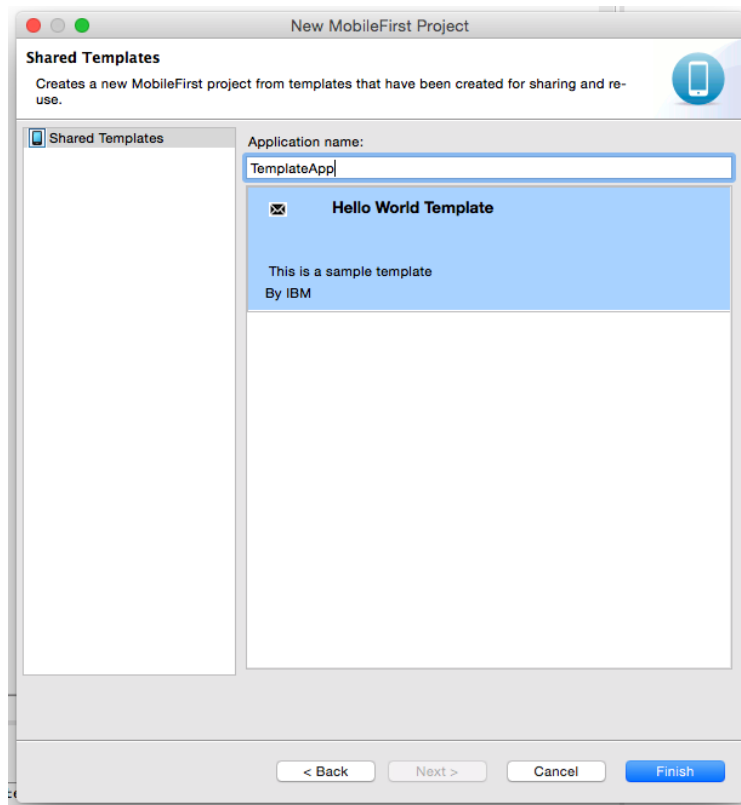 New MobileFirst Project
Shared Templates
Creates a new MobileFirst project from templates that have been created for sharing and re-
use.
Shared Templates
Application name:
TemplateApp
Hello World Template
This is a sample template
By IBM
< Back
Next >
Cancel
Finish